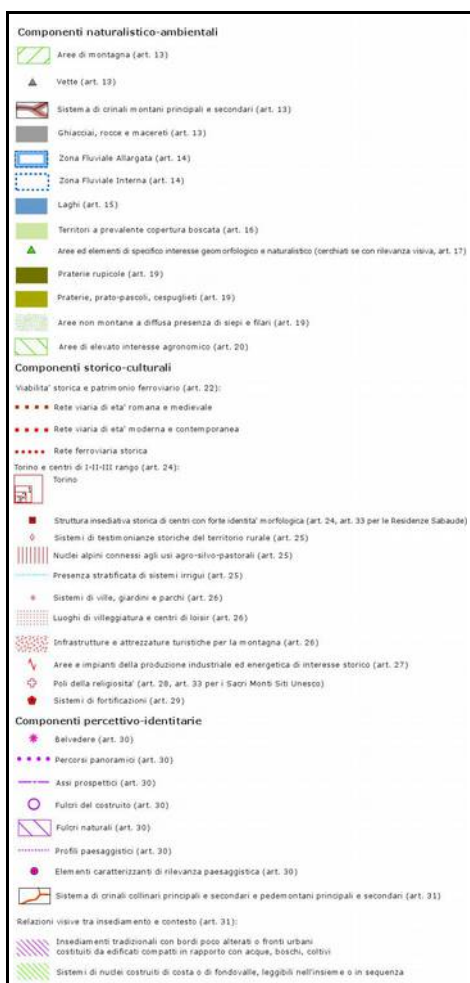 Componenti naturalistico-ambientali
Aree di montagna (art. 13)
Vette (art. 13)
Sistema di crinali montani principali e secondari (art. 13)
Ghiacciai, rocce e macereti (art. 13)
Zona Fluviale Allargata (art. 14)
Zona Fluviale Interna (art. 14)
Laghi (art. 15)
Territori a prevalente copertura boscata (art. 16)
Aree ed elementi di specifico interesse geomorfologico e naturalistico (cerchiati se con rilevanza visiva, art. 17)
Praterie rupicole (art. 19)
Praterie, prato-pascoli, cespuglieti (art. 19)
Aree non montane a diffusa presenza di siepi e filari (art. 19)
Aree di elevato interesse agronomico (art. 20)
Componenti storico-culturali
Viabilita' storica e patrimonio ferroviario (art. 22):
Rete viaria di eta' romana e medievale
Rete viaria di eta' moderna e contemporanea
Rete ferroviaria storica
Torino e centri di I-II-III rango (art. 24):
Torino
Struttura insediativa storica di centri con forte identita' morfologica (art. 24, art. 33 per le Residenze Sabaude)
Sistemi di testimonianze storiche del territorio rurale (art. 25)
Nuclei alpini connessi agli usi agro-silvo-pastorali (art. 25)
Presenza stratificata di sistemi irrigui (art. 25)
Sistemi di ville, giardini e parchi (art. 26)
Luoghi di villeggiatura e centri di loisir (art. 26)
Infrastrutture e attrezzature turistiche per la montagna (art. 26)
Aree e impianti della produzione industriale ed energetica di interesse storico (art. 27)
Poli della religiosita' (art. 28, art. 33 per i Sacri Monti Siti Unesco)
Sistemi di fortificazioni (art. 29)
Componenti percettivo-identitarie
Belvedere (art. 30)
Percorsi panoramici (art. 30)
Assi prospettici (art. 30)
Fulcri del costruito (art. 30)
Fulcri naturali (art. 30)
Profili paesaggistici (art. 30)
Elementi caratterizzanti di rilevanza paesaggistica (art. 30)
Sistema di crinali collinari principali e secondari e pedemontani principali e secondari (art. 31)
Relazioni visive tra insediamento e contesto (art. 31):
Insediamenti tradizionali con bordi poco alterati o fronti urbani
costituiti da edificati compatti in rapporto con acque, boschi, coltivi
Sistemi di nuclei costruiti di costa o di fondovalle, leggibili nell'insieme o in sequenza